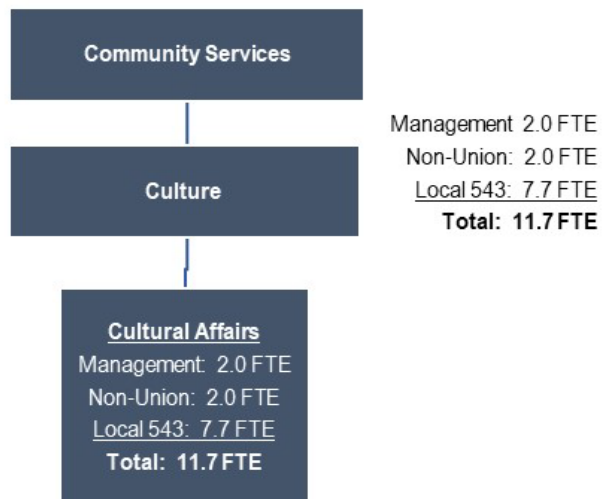 Community Services
Management 2.0 FTE
Non-Union: 2.0 FTE
Local 543: 7.7 FTE
Total: 11.7 FTE
Culture
Cultural Affairs
Management: 2.0 FTE
Non-Union: 2.0 FTE
Local 543: 7.7 FTE
Total: 11.7 FTE